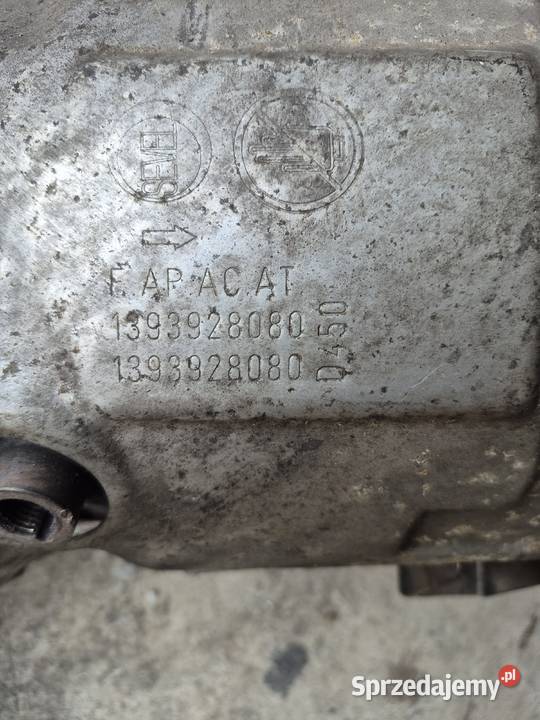 SEVEL
F. AP. AC. AT
1393928080
1393928080
D450
Sprzedajemy.pl